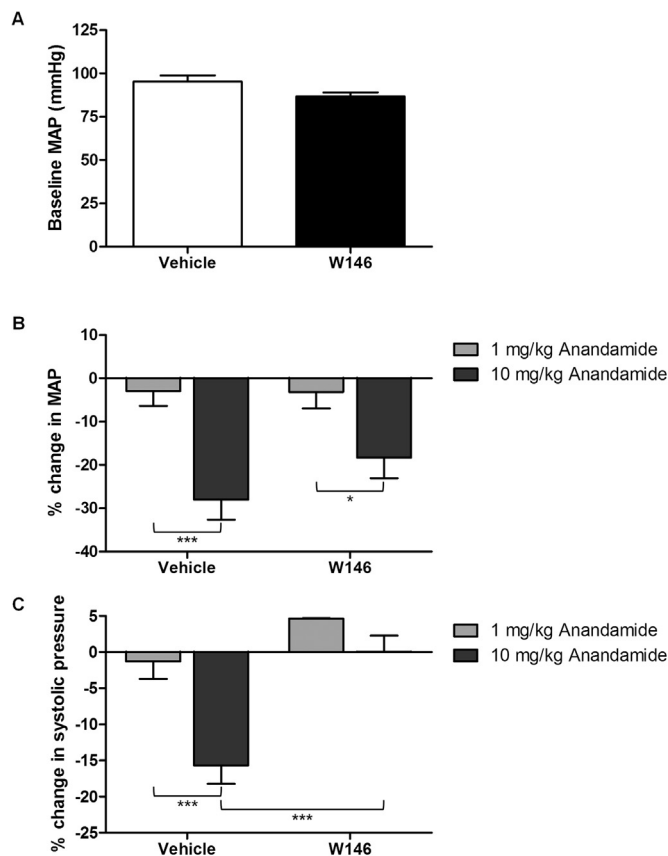 A
Baseline MAP (mmHg)
125
100
75
50
25
0
Vehicle
W146
B
% change in MAP
10
0
-10
-20
-30
-40
***
*
Vehicle
W146
1 mg/kg Anandamide
10 mg/kg Anandamide
C
% change in systolic pressure
5
0
-5
-10
-15
-20
-25
***
***
Vehicle
W146
1 mg/kg Anandamide
10 mg/kg Anandamide